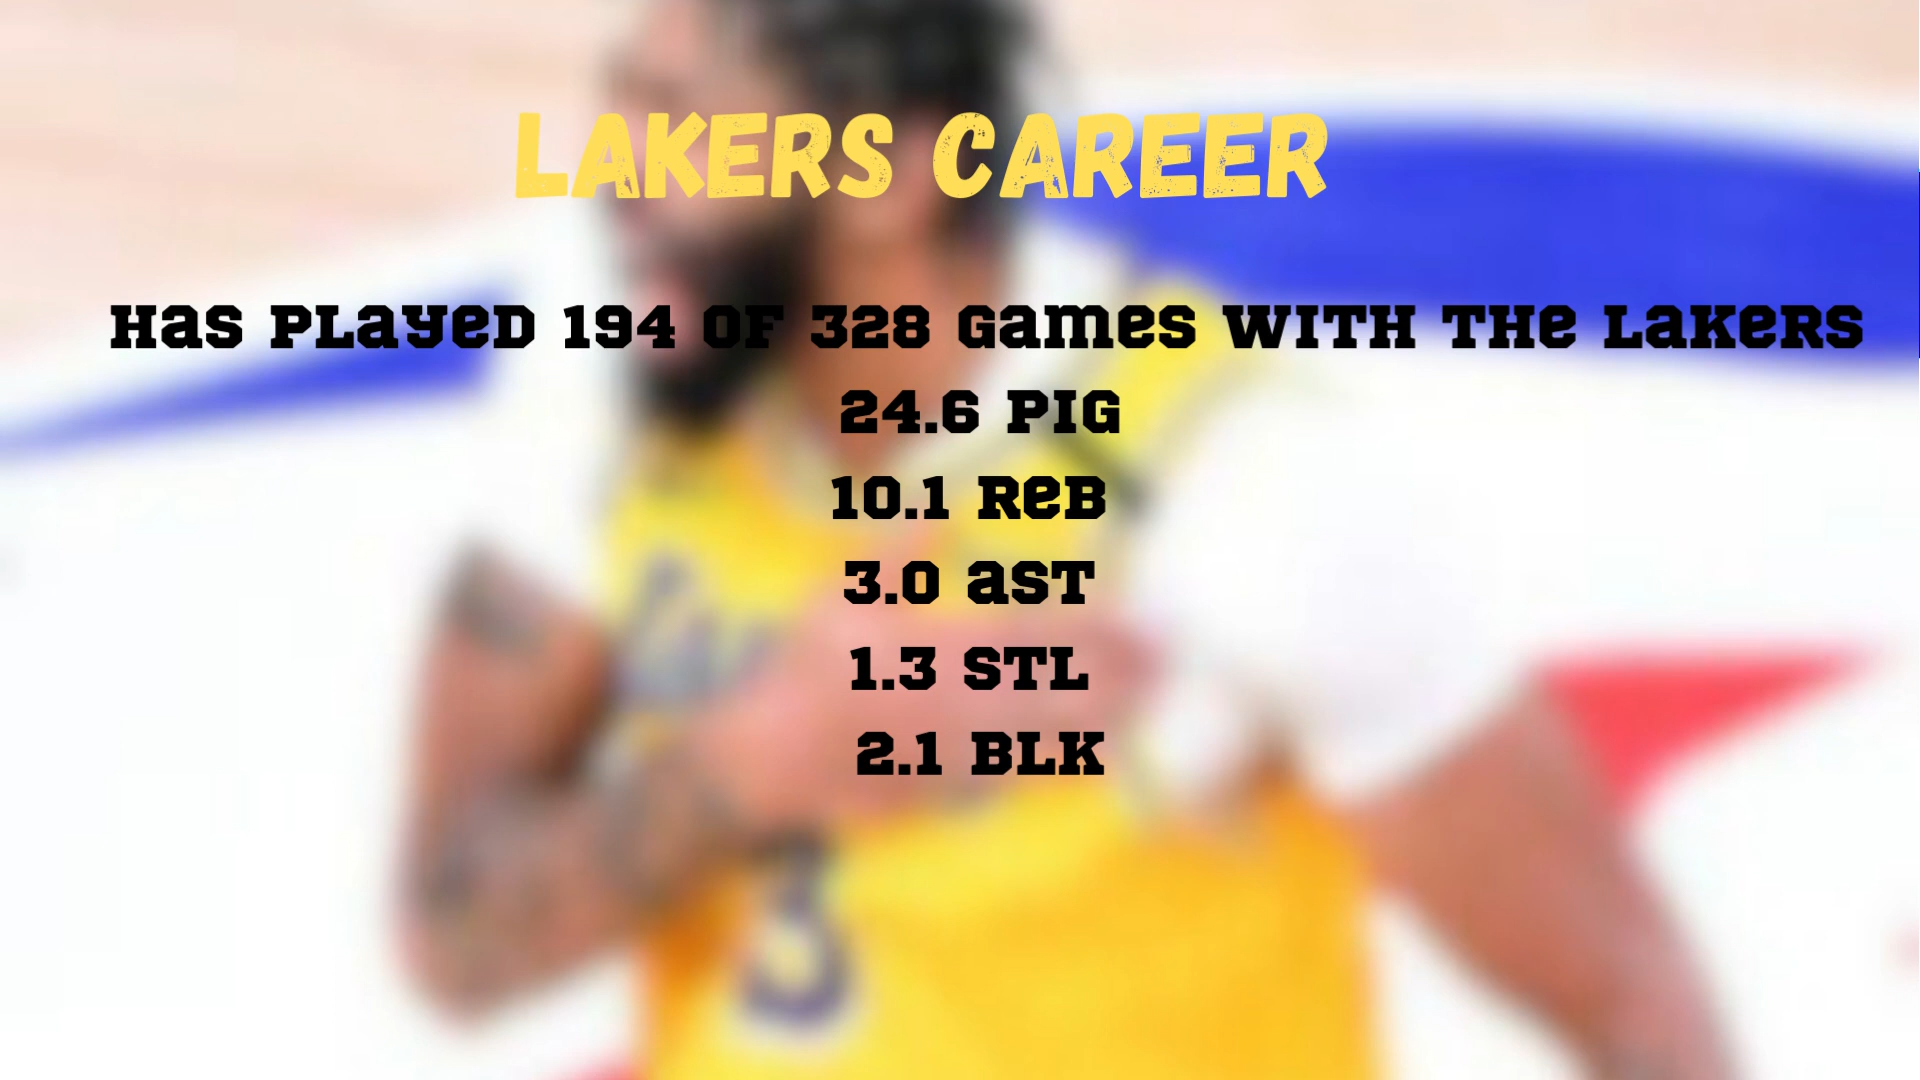 LAKERS CAREER
Has Played 194 of 328 Games with the Lakers
24.6 PIG
10.1 Reb
3.0 ast
1.3 STL
2.1 BLK
3